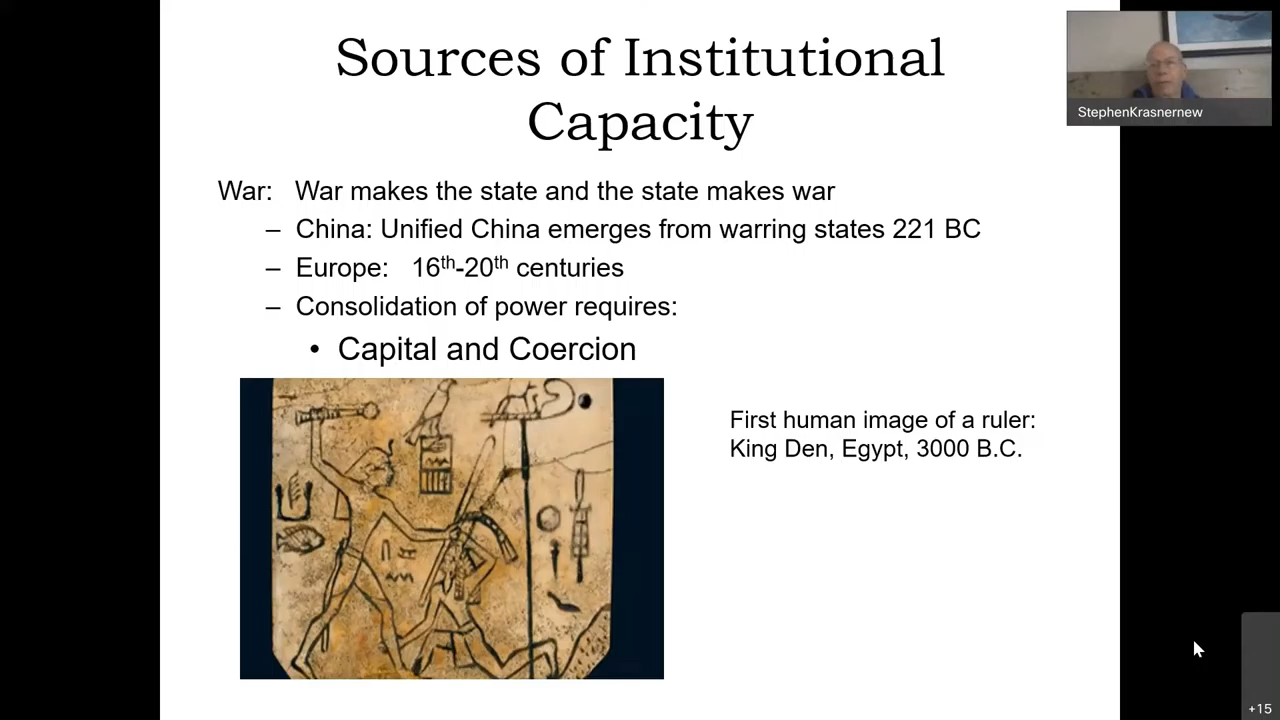 Sources of Institutional
Capacity
StephenKrasnernew
War: War makes the state and the state makes war
– China: Unified China emerges from warring states 221 BC
– Europe: 16th-20th centuries
– Consolidation of power requires:
• Capital and Coercion
First human image of a ruler:
King Den, Egypt, 3000 B.C.
+15